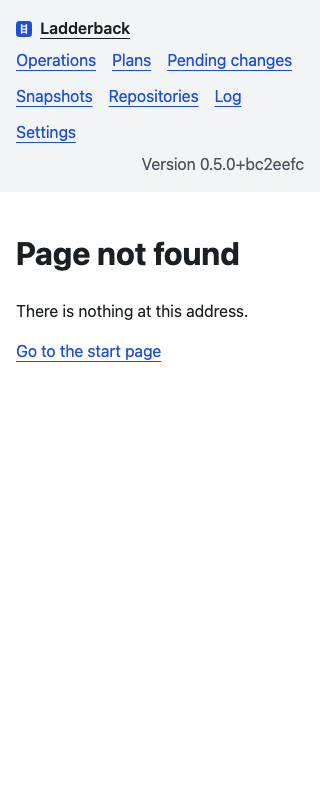 Ladderback
Operations Plans Pending changes
Snapshots Repositories Log
Settings
Version 0.5.0+bc2eefc
Page not found
There is nothing at this address.
Go to the start page